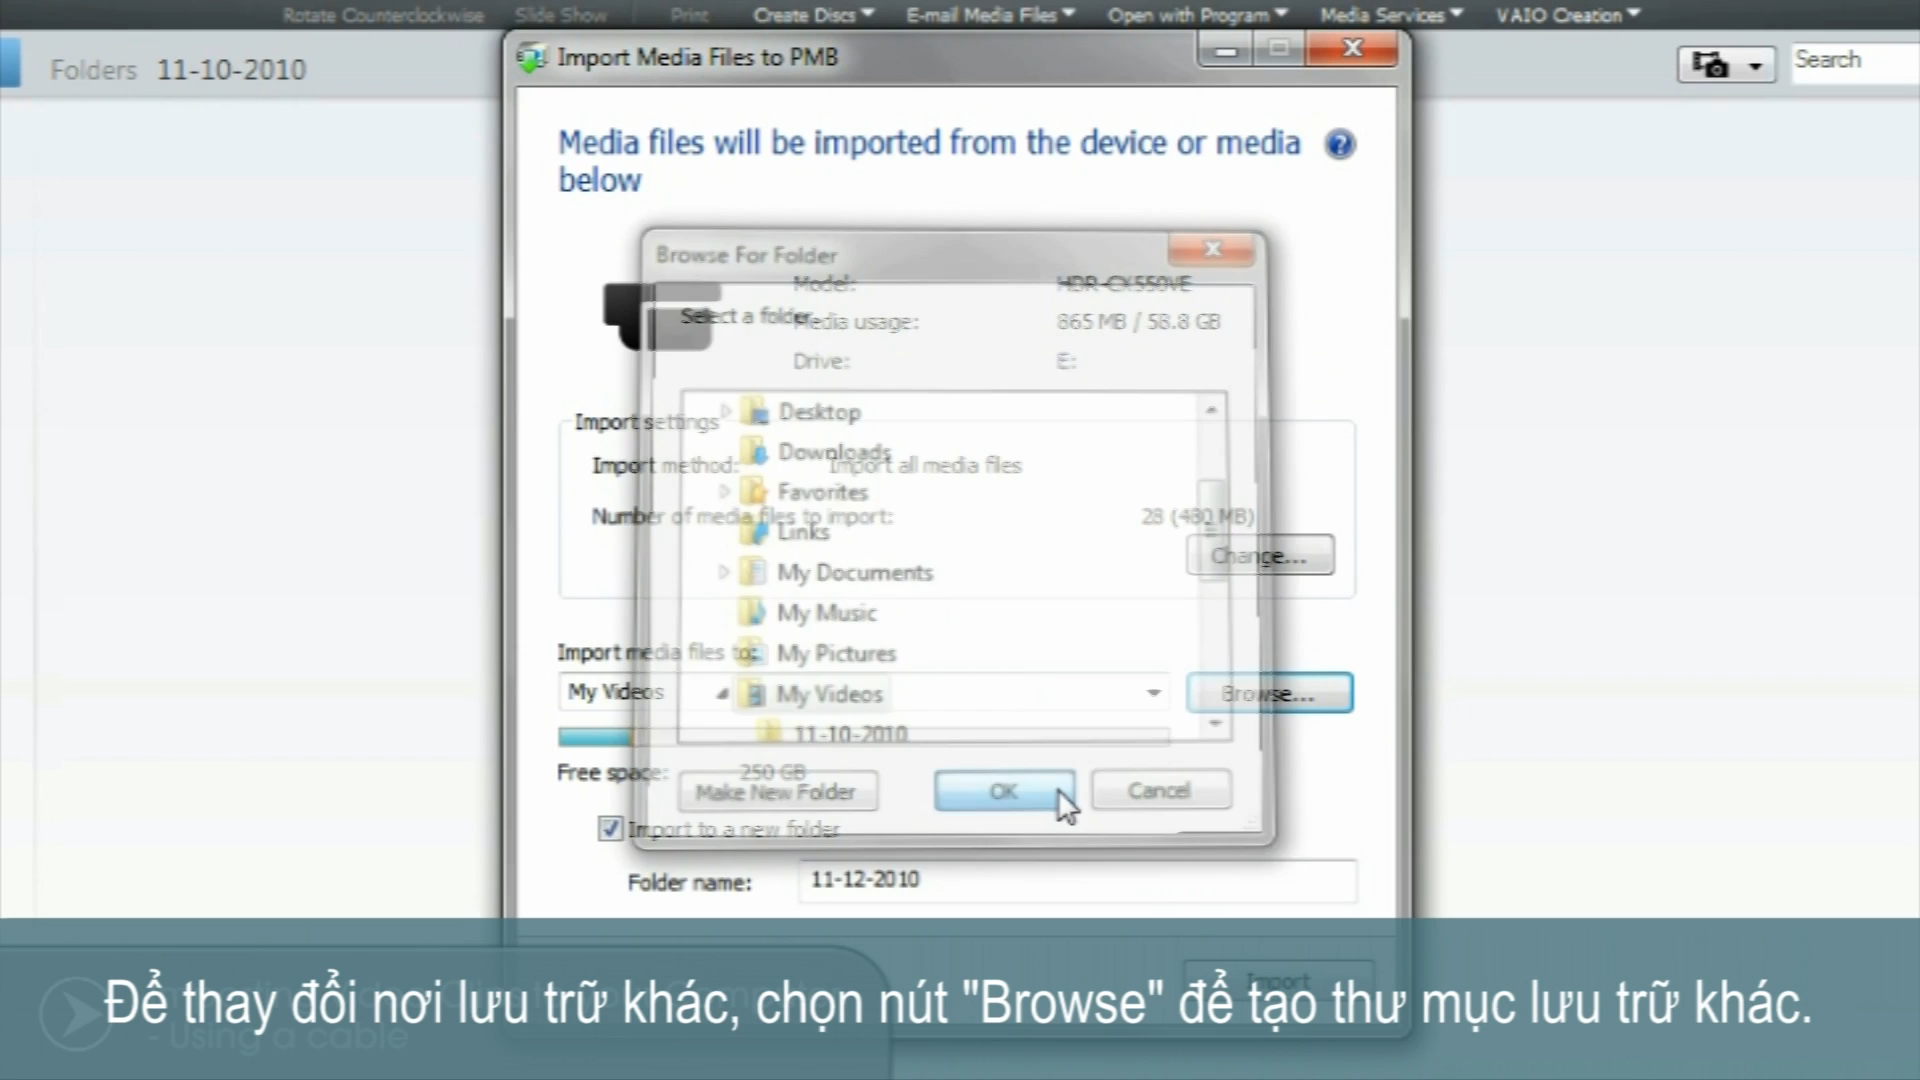 Rotate Counterclockwise Slide Show Print Create Discs E-mail Media Files Open with Program Media Services VAIO Creation
Folders 11-10-2010
Search
Import Media Files to PMB
Media files will be imported from the device or media
below
Browse For Folder
Model: HDR-CX550VE
Select a folder
Media usage: 865 MB / 58.8 GB
Drive: E:
Desktop
Import settings
Downloads
Import method: Import all media files
Favorites
Number of media files to import: 28 (480 MB)
Links
Change...
My Documents
My Music
Import media files to:
My Pictures
My Videos
My Videos
Browse...
11-10-2010
Free space: 250 GB
Make New Folder OK Cancel
Import to a new folder
Folder name: 11-12-2010
Import
Để thay đổi nơi lưu trữ khác, chọn nút "Browse" để tạo thư mục lưu trữ khác.
- Using a cable